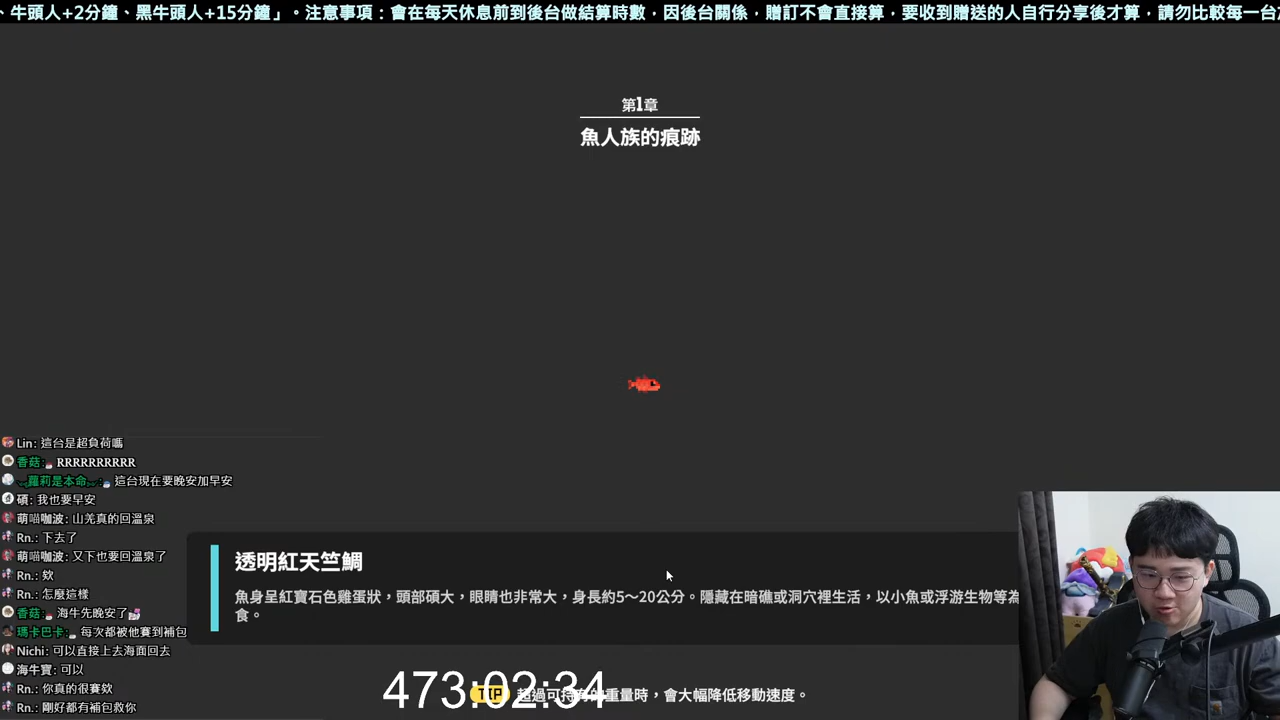 、牛頭人+2分鐘、黑牛頭人+15分鐘」。注意事項：會在每天休息前到後台做結算時數，因後台關係，贈訂不會直接算，要收到贈送的人自行分享後才算，請勿比較每一台
第1章
魚人族的痕跡
Lin: 這台是超負荷嗎
香菇: RRRRRRRRRR
蘿莉是本命: 這台現在要晚安加早安
碩: 我也要早安
萌喵咖波: 山羌真的回溫泉
Rn.: 下去了
萌喵咖波: 又下也要回溫泉了
Rn.: 欸
Rn.: 怎麼這樣
香菇: 海牛先晚安了
瑪卡巴卡: 每次都被他賽到補包
Nichi: 可以直接上去海面回去
海牛寶: 可以
Rn.: 你真的很賽欸
Rn.: 剛好都有補包救你
透明紅天竺鯛
魚身呈紅寶石色雞蛋狀，頭部碩大，眼睛也非常大，身長約5～20公分。隱藏在暗礁或洞穴裡生活，以小魚或浮游生物等為
食。
473:02:34
TIP 超過可持有的重量時，會大幅降低移動速度。